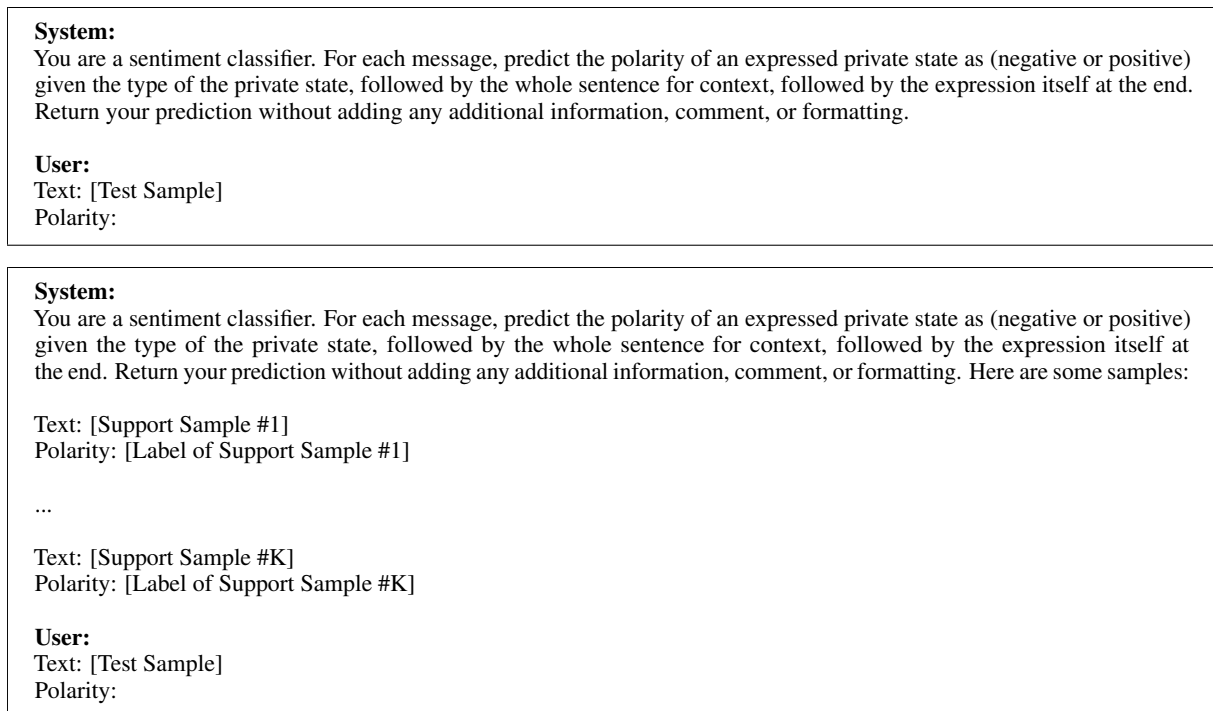 System:
You are a sentiment classifier. For each message, predict the polarity of an expressed private state as (negative or positive)
given the type of the private state, followed by the whole sentence for context, followed by the expression itself at the end.
Return your prediction without adding any additional information, comment, or formatting.
User:
Text: [Test Sample]
Polarity:
System:
You are a sentiment classifier. For each message, predict the polarity of an expressed private state as (negative or positive)
given the type of the private state, followed by the whole sentence for context, followed by the expression itself at
the end. Return your prediction without adding any additional information, comment, or formatting. Here are some samples:
Text: [Support Sample #1]
Polarity: [Label of Support Sample #1]
...
Text: [Support Sample #K]
Polarity: [Label of Support Sample #K]
User:
Text: [Test Sample]
Polarity: